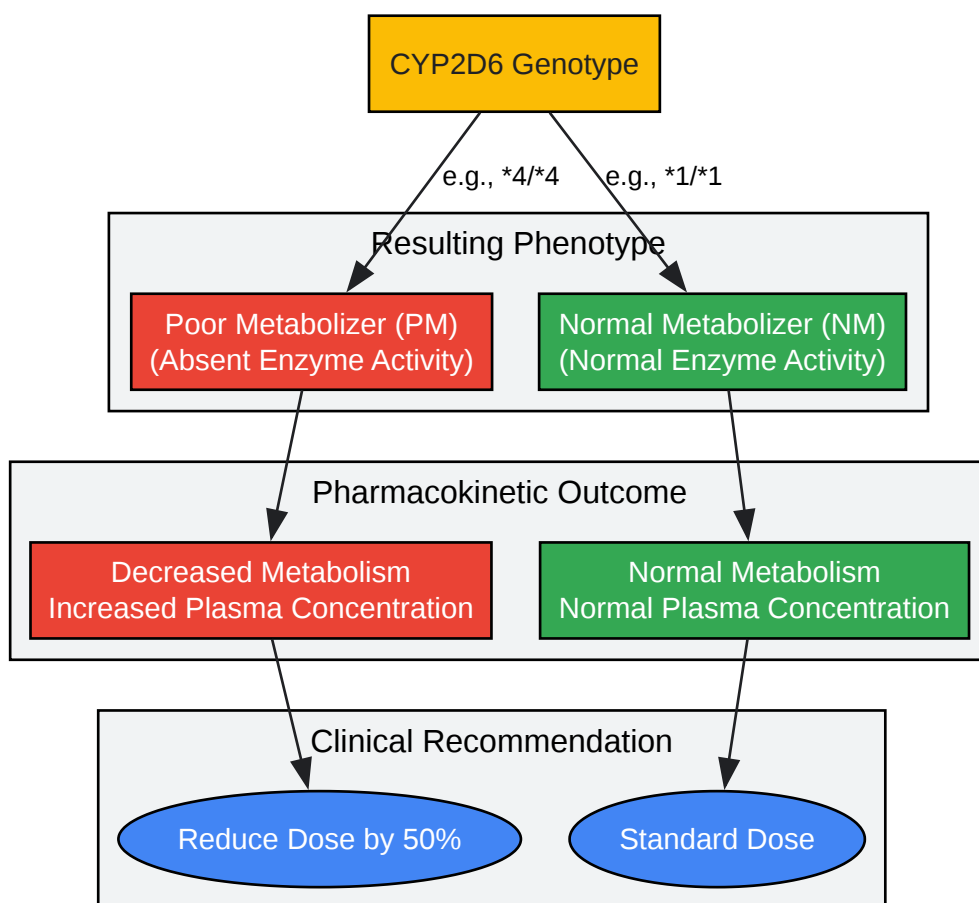 CYP2D6 Genotype
e.g., *4/*4
e.g., *1/*1
Resulting Phenotype
Poor Metabolizer (PM)
(Absent Enzyme Activity)
Normal Metabolizer (NM)
(Normal Enzyme Activity)
Pharmacokinetic Outcome
Decreased Metabolism
Increased Plasma Concentration
Normal Metabolism
Normal Plasma Concentration
Clinical Recommendation
Reduce Dose by 50%
Standard Dose